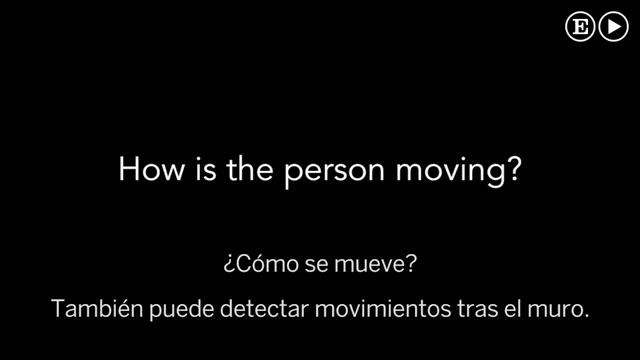 E
How is the person moving?
¿Cómo se mueve?
También puede detectar movimientos tras el muro.